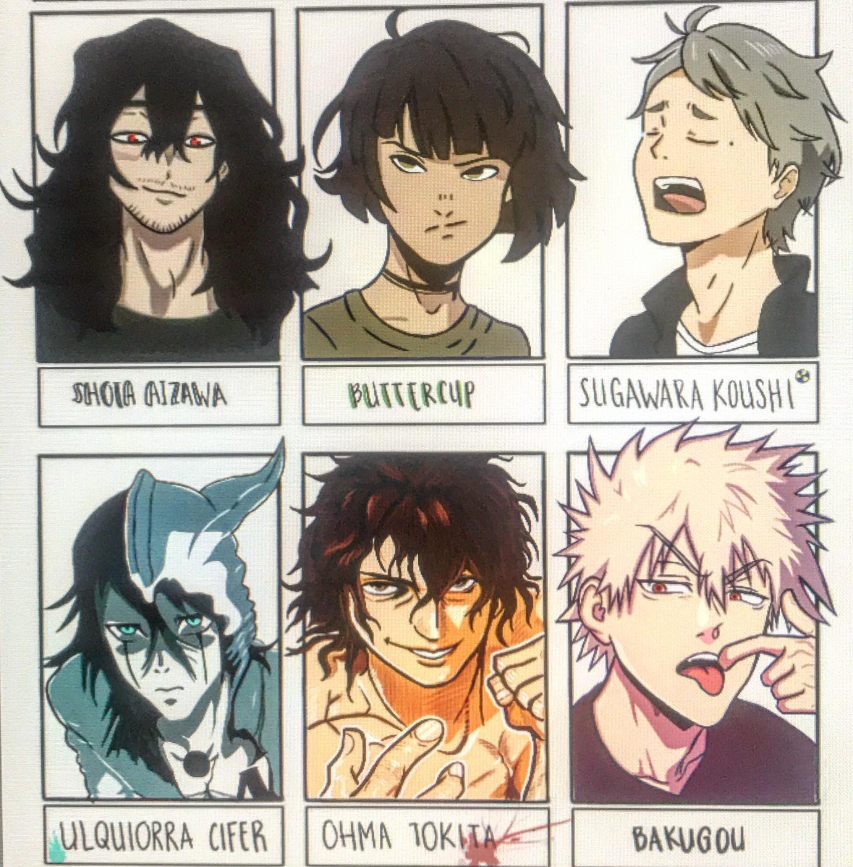 SHOTA AIZAWA
BUTTERCUP
SUGAWARA KOUSHI
ULQUIORRA CIFER
OHMA TOKITA
BAKUGOU